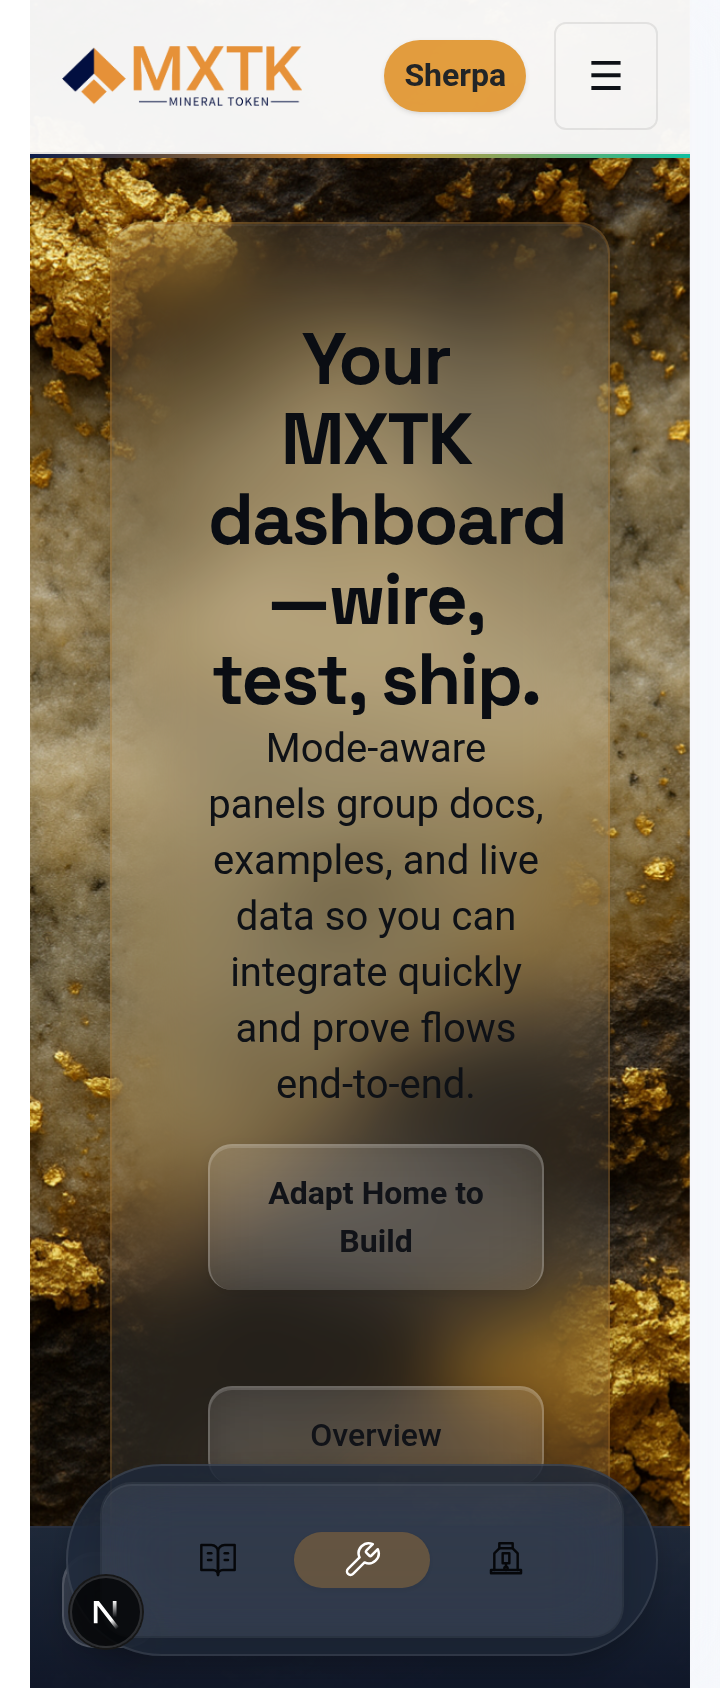 MXTK
MINERAL TOKEN
Sherpa
Your
MXTK
dashboard
—wire,
test, ship.
Mode-aware
panels group docs,
examples, and live
data so you can
integrate quickly
and prove flows
end-to-end.
Adapt Home to
Build
Overview
N